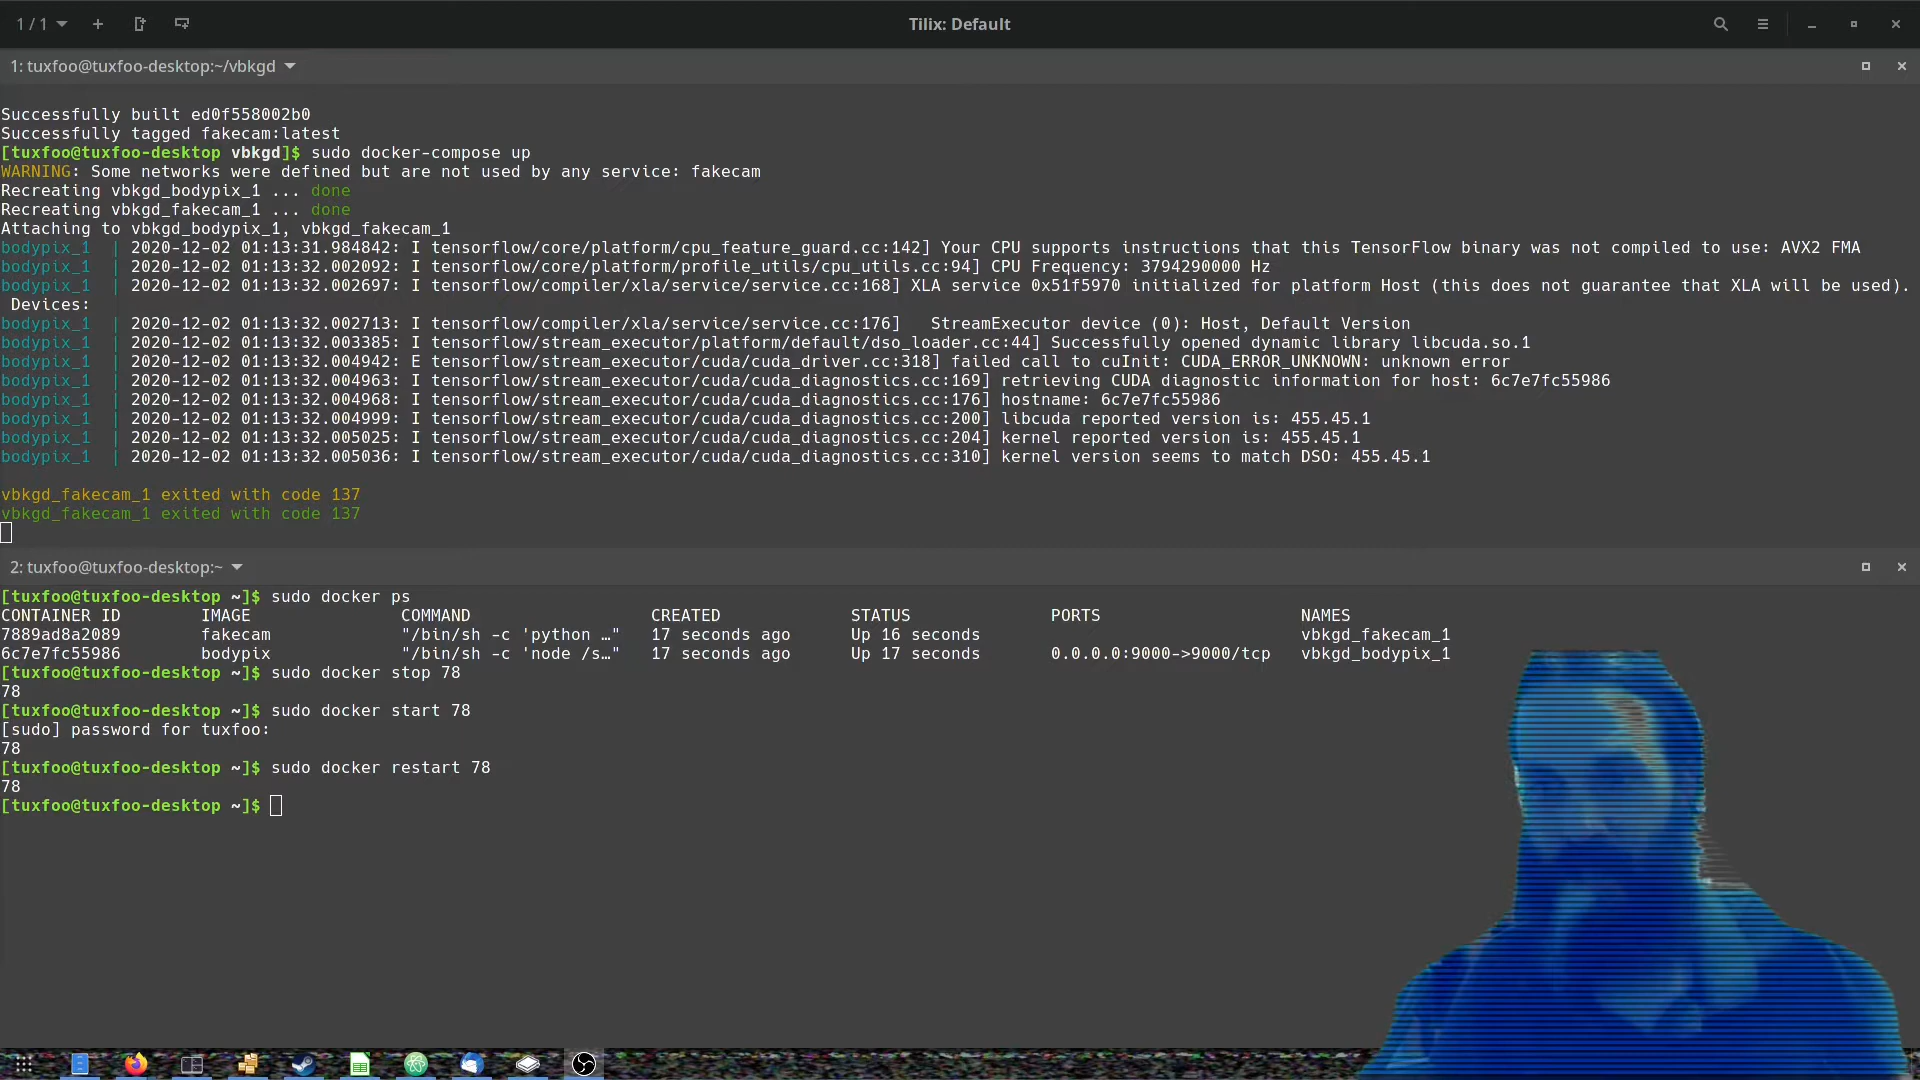 1 / 1
Tilix: Default
1: tuxfoo@tuxfoo-desktop:~/vbkgd
Successfully built ed0f558002b0
Successfully tagged fakecam:latest
[tuxfoo@tuxfoo-desktop vbkgd]$ sudo docker-compose up
WARNING: Some networks were defined but are not used by any service: fakecam
Recreating vbkgd_bodypix_1 ... done
Recreating vbkgd_fakecam_1 ... done
Attaching to vbkgd_bodypix_1, vbkgd_fakecam_1
bodypix_1  | 2020-12-02 01:13:31.984842: I tensorflow/core/platform/cpu_feature_guard.cc:142] Your CPU supports instructions that this TensorFlow binary was not compiled to use: AVX2 FMA
bodypix_1  | 2020-12-02 01:13:32.002092: I tensorflow/core/platform/profile_utils/cpu_utils.cc:94] CPU Frequency: 3794290000 Hz
bodypix_1  | 2020-12-02 01:13:32.002697: I tensorflow/compiler/xla/service/service.cc:168] XLA service 0x51f5970 initialized for platform Host (this does not guarantee that XLA will be used).
Devices:
bodypix_1  | 2020-12-02 01:13:32.002713: I tensorflow/compiler/xla/service/service.cc:176]   StreamExecutor device (0): Host, Default Version
bodypix_1  | 2020-12-02 01:13:32.003385: I tensorflow/stream_executor/platform/default/dso_loader.cc:44] Successfully opened dynamic library libcuda.so.1
bodypix_1  | 2020-12-02 01:13:32.004942: E tensorflow/stream_executor/cuda/cuda_driver.cc:318] failed call to cuInit: CUDA_ERROR_UNKNOWN: unknown error
bodypix_1  | 2020-12-02 01:13:32.004963: I tensorflow/stream_executor/cuda/cuda_diagnostics.cc:169] retrieving CUDA diagnostic information for host: 6c7e7fc55986
bodypix_1  | 2020-12-02 01:13:32.004968: I tensorflow/stream_executor/cuda/cuda_diagnostics.cc:176] hostname: 6c7e7fc55986
bodypix_1  | 2020-12-02 01:13:32.004999: I tensorflow/stream_executor/cuda/cuda_diagnostics.cc:200] libcuda reported version is: 455.45.1
bodypix_1  | 2020-12-02 01:13:32.005025: I tensorflow/stream_executor/cuda/cuda_diagnostics.cc:204] kernel reported version is: 455.45.1
bodypix_1  | 2020-12-02 01:13:32.005036: I tensorflow/stream_executor/cuda/cuda_diagnostics.cc:310] kernel version seems to match DSO: 455.45.1
vbkgd_fakecam_1 exited with code 137
vbkgd_fakecam_1 exited with code 137
2: tuxfoo@tuxfoo-desktop:~
[tuxfoo@tuxfoo-desktop ~]$ sudo docker ps
CONTAINER ID        IMAGE               COMMAND                  CREATED             STATUS              PORTS                    NAMES
7889ad8a2089        fakecam             "/bin/sh -c 'python …"   17 seconds ago      Up 16 seconds                                vbkgd_fakecam_1
6c7e7fc55986        bodypix             "/bin/sh -c 'node /s…"   17 seconds ago      Up 17 seconds       0.0.0.0:9000->9000/tcp   vbkgd_bodypix_1
[tuxfoo@tuxfoo-desktop ~]$ sudo docker stop 78
78
[tuxfoo@tuxfoo-desktop ~]$ sudo docker start 78
[sudo] password for tuxfoo:
78
[tuxfoo@tuxfoo-desktop ~]$ sudo docker restart 78
78
[tuxfoo@tuxfoo-desktop ~]$